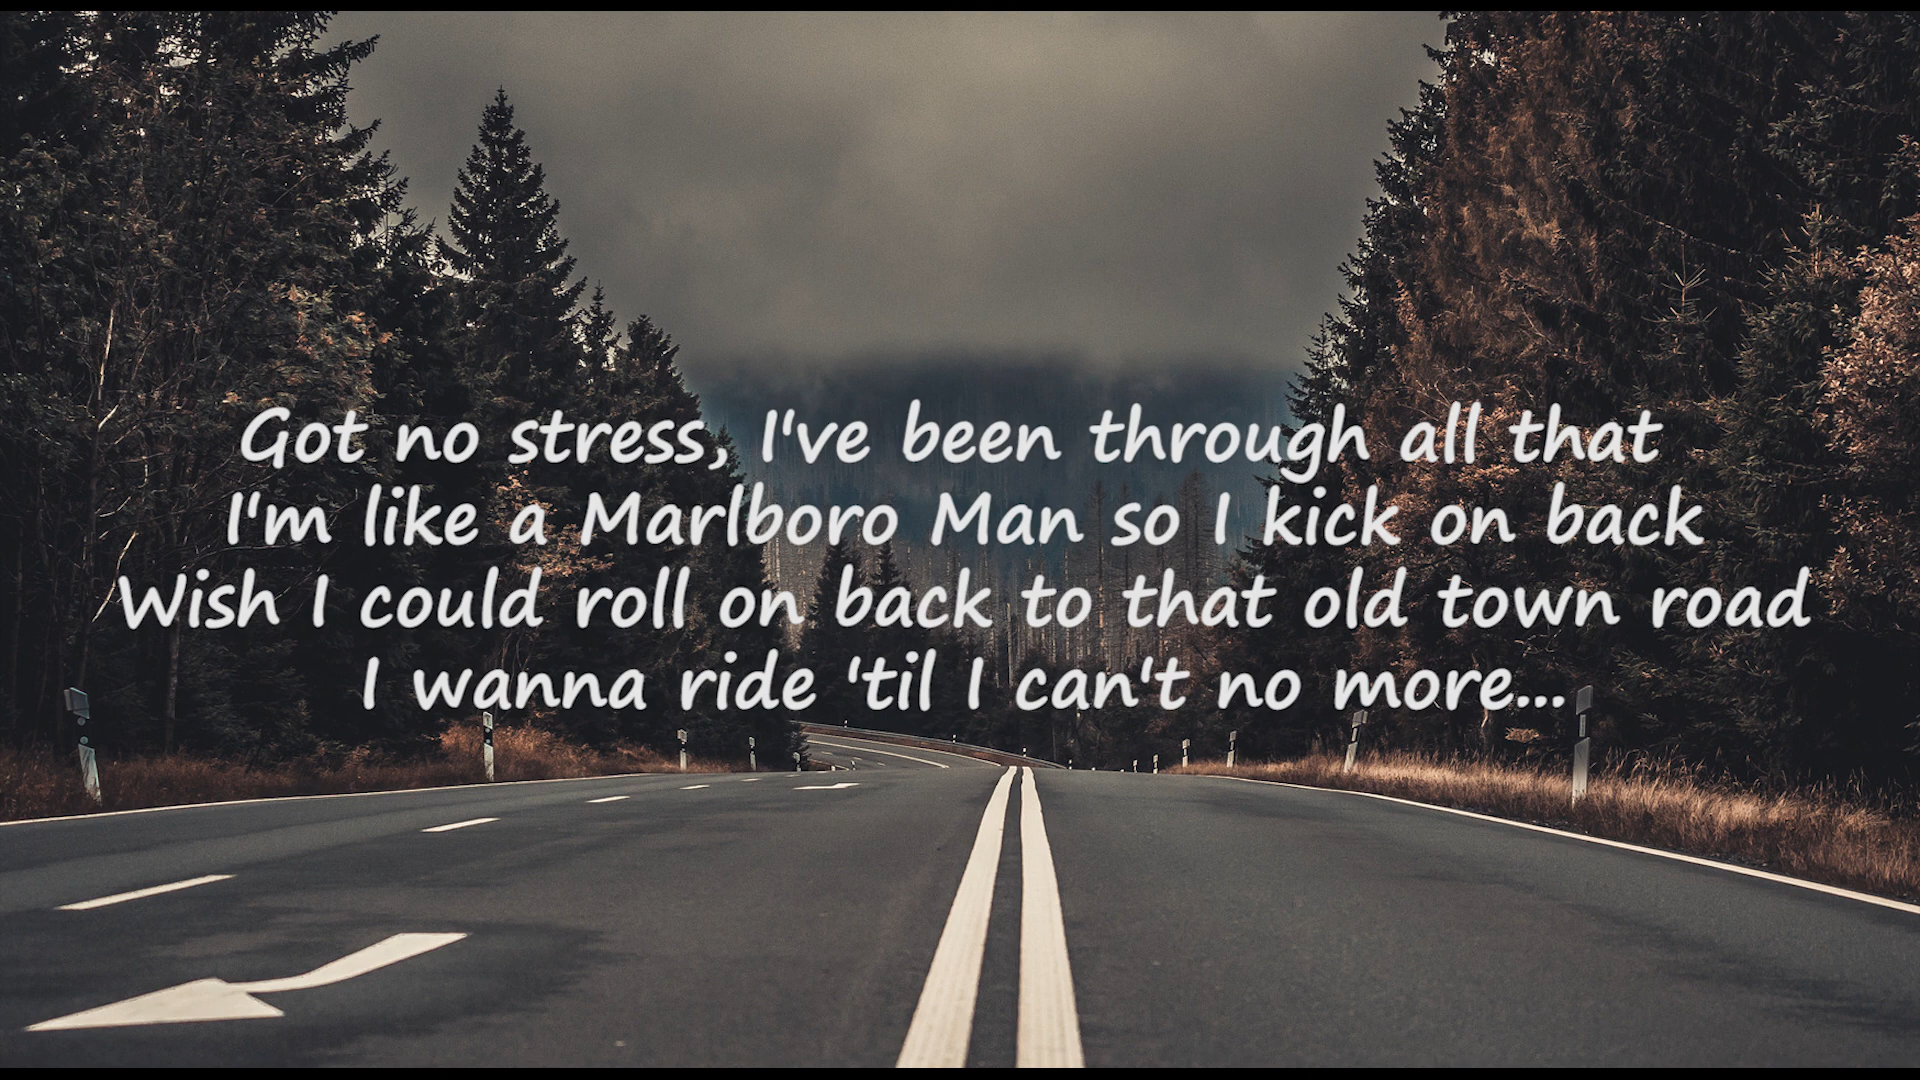 Got no stress, I've been through all that
I'm like a Marlboro Man so I kick on back
Wish I could roll on back to that old town road
I wanna ride 'til I can't no more...